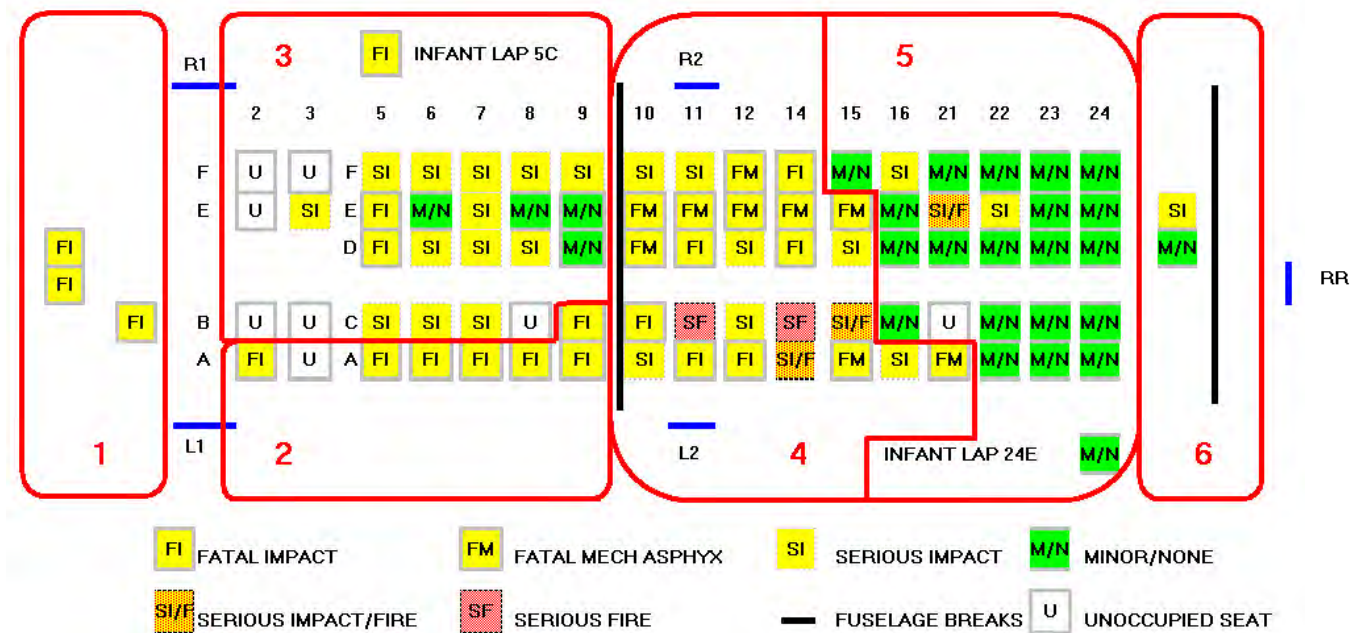 3 FI INFANT LAP 5C R2 5
R1
2 3 5 6 7 8 9 10 11 12 14 15 16 21 22 23 24
F U U F SI SI SI SI SI SI SI FM FI M/N SI M/N M/N M/N M/N
E U SI E FI M/N SI M/N M/N FM FM FM FM FM M/N SI/F SI M/N M/N SI
FI D FI SI SI SI M/N FM FI SI FI SI M/N M/N M/N M/N M/N M/N
FI RR
FI B U U C SI SI SI U FI FI SF SI SF SI/F M/N U M/N M/N M/N
A FI U A FI FI FI FI FI SI FI FI SI/F FM SI FM M/N M/N M/N
1 L1 2 L2 4 INFANT LAP 24E M/N 6
FI FATAL IMPACT FM FATAL MECH ASPHYX SI SERIOUS IMPACT M/N MINOR/NONE
SI/F SERIOUS IMPACT/FIRE SF SERIOUS FIRE FUSELAGE BREAKS U UNOCCUPIED SEAT